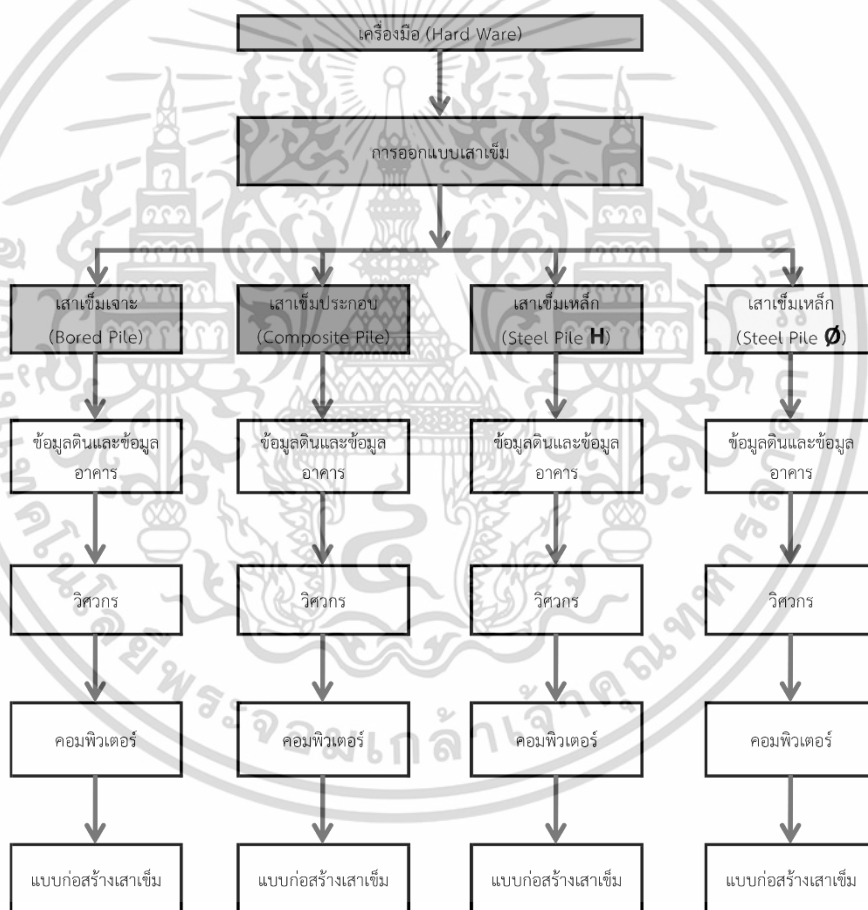 เครื่องมือ (Hard Ware)
การออกแบบเสาเข็ม
เสาเข็มเจาะ
(Bored Pile)
เสาเข็มประกอบ
(Composite Pile)
เสาเข็มเหล็ก
(Steel Pile H)
เสาเข็มเหล็ก
(Steel Pile Ø)
ข้อมูลดินและข้อมูล
อาคาร
ข้อมูลดินและข้อมูล
อาคาร
ข้อมูลดินและข้อมูล
อาคาร
ข้อมูลดินและข้อมูล
อาคาร
วิศวกร
วิศวกร
วิศวกร
วิศวกร
คอมพิวเตอร์
คอมพิวเตอร์
คอมพิวเตอร์
คอมพิวเตอร์
แบบก่อสร้างเสาเข็ม
แบบก่อสร้างเสาเข็ม
แบบก่อสร้างเสาเข็ม
แบบก่อสร้างเสาเข็ม